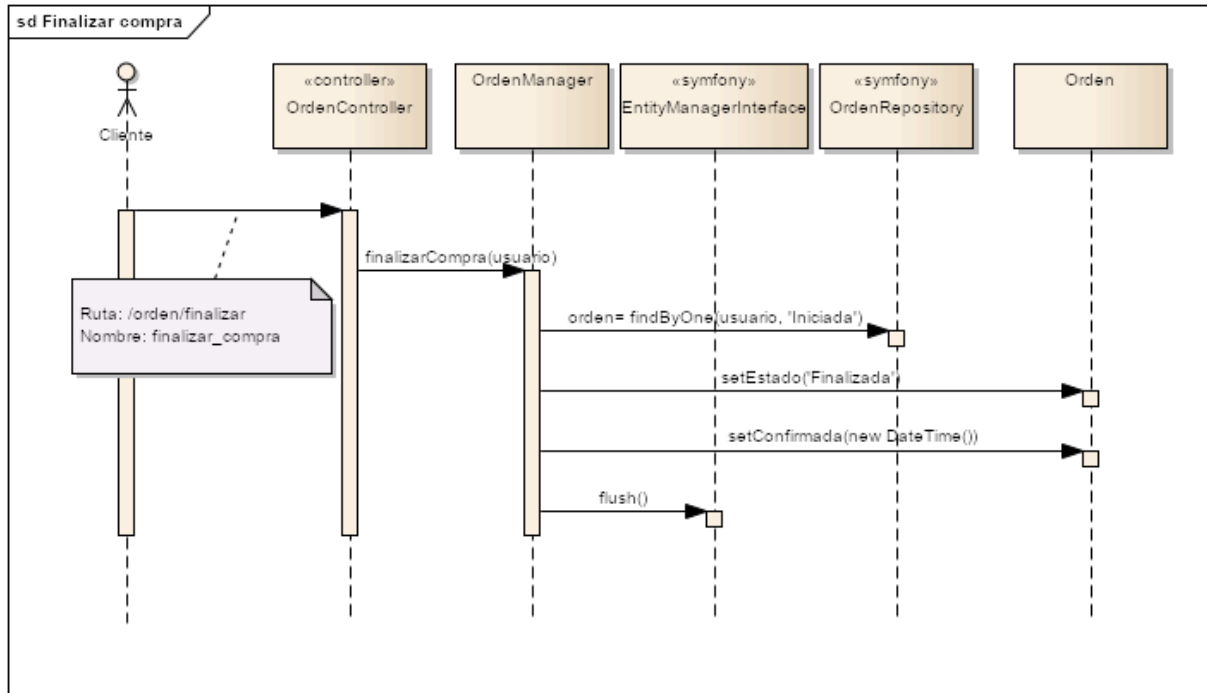 sd Finalizar compra
Cliente
«controller»
OrdenController
OrdenManager
«symfony»
EntityManagerInterface
«symfony»
OrdenRepository
Orden
finalizarCompra(usuario)
Ruta: /orden/finalizar
Nombre: finalizar_compra
orden= findByOne(usuario, 'Iniciada')
setEstado("Finalizada")
setConfirmada(new DateTime())
flush()